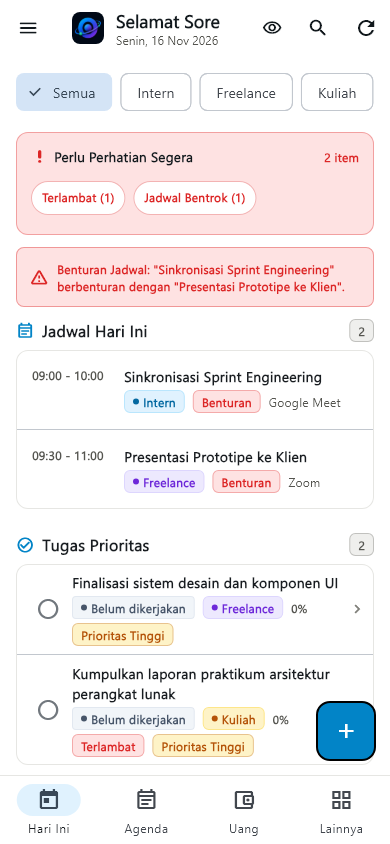 Selamat Sore
Senin, 16 Nov 2026
Semua
Intern
Freelance
Kuliah
Perlu Perhatian Segera
2 item
Terlambat (1)
Jadwal Bentrok (1)
Benturan Jadwal: "Sinkronisasi Sprint Engineering"
berbenturan dengan "Presentasi Prototipe ke Klien".
Jadwal Hari Ini
2
09:00 - 10:00
Sinkronisasi Sprint Engineering
Intern
Benturan
Google Meet
09:30 - 11:00
Presentasi Prototipe ke Klien
Freelance
Benturan
Zoom
Tugas Prioritas
2
Finalisasi sistem desain dan komponen UI
Belum dikerjakan
Freelance
0%
Prioritas Tinggi
Kumpulkan laporan praktikum arsitektur
perangkat lunak
Belum dikerjakan
Kuliah
0%
Terlambat
Prioritas Tinggi
Hari Ini
Agenda
Uang
Lainnya